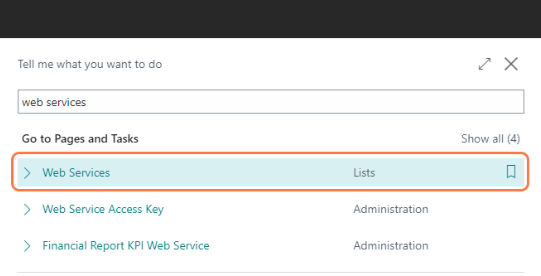 Tell me what you want to do
web services
Go to Pages and Tasks Show all (4)
Web Services Lists
Web Service Access Key Administration
Financial Report KPI Web Service Administration